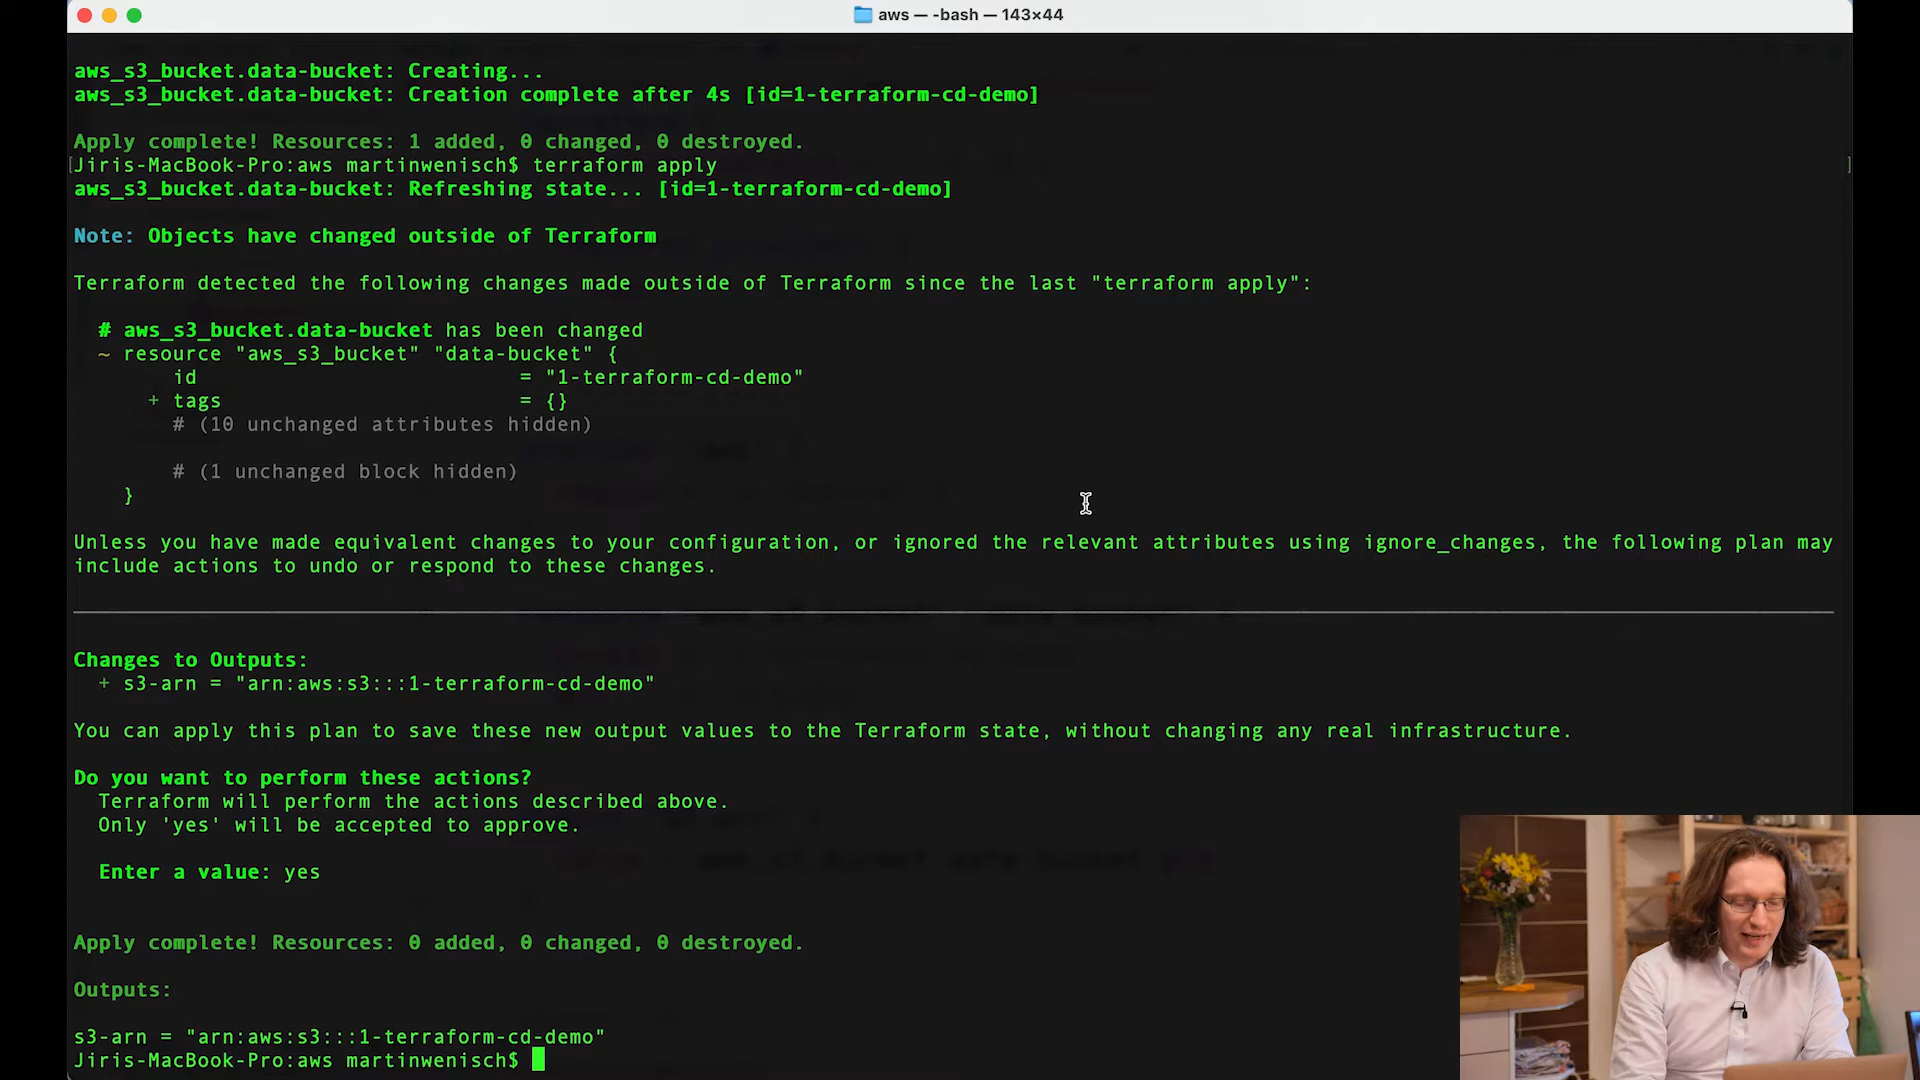 aws — -bash — 143×44
aws_s3_bucket.data-bucket: Creating...
aws_s3_bucket.data-bucket: Creation complete after 4s [id=1-terraform-cd-demo]
Apply complete! Resources: 1 added, 0 changed, 0 destroyed.
[Jiris-MacBook-Pro:aws martinwenisch$ terraform apply ]
aws_s3_bucket.data-bucket: Refreshing state... [id=1-terraform-cd-demo]
Note: Objects have changed outside of Terraform
Terraform detected the following changes made outside of Terraform since the last "terraform apply":
# aws_s3_bucket.data-bucket has been changed
~ resource "aws_s3_bucket" "data-bucket" {
id = "1-terraform-cd-demo"
+ tags = {}
# (10 unchanged attributes hidden)
# (1 unchanged block hidden)
}
Unless you have made equivalent changes to your configuration, or ignored the relevant attributes using ignore_changes, the following plan may
include actions to undo or respond to these changes.
Changes to Outputs:
+ s3-arn = "arn:aws:s3:::1-terraform-cd-demo"
You can apply this plan to save these new output values to the Terraform state, without changing any real infrastructure.
Do you want to perform these actions?
Terraform will perform the actions described above.
Only 'yes' will be accepted to approve.
Enter a value: yes
Apply complete! Resources: 0 added, 0 changed, 0 destroyed.
Outputs:
s3-arn = "arn:aws:s3:::1-terraform-cd-demo"
Jiris-MacBook-Pro:aws martinwenisch$